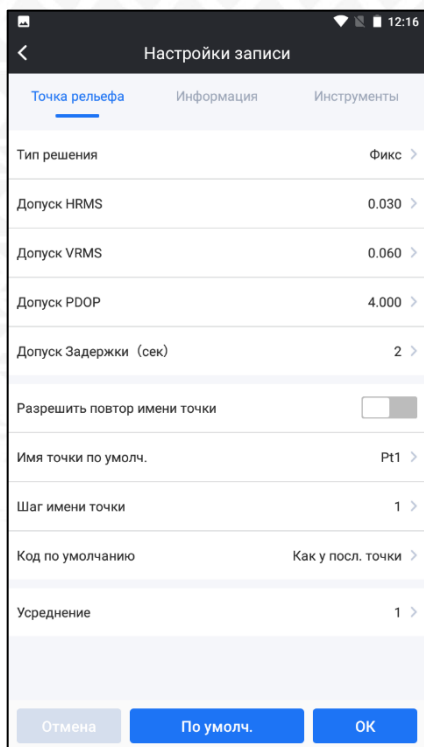 12:16
Настройки записи
Точка рельефа Информация Инструменты
Тип решения Фикс
Допуск HRMS 0.030
Допуск VRMS 0.060
Допуск PDOP 4.000
Допуск Задержки (сек) 2
Разрешить повтор имени точки
Имя точки по умолч. Pt1
Шаг имени точки 1
Код по умолчанию Как у посл. точки
Усреднение 1
Отмена По умолч. OK